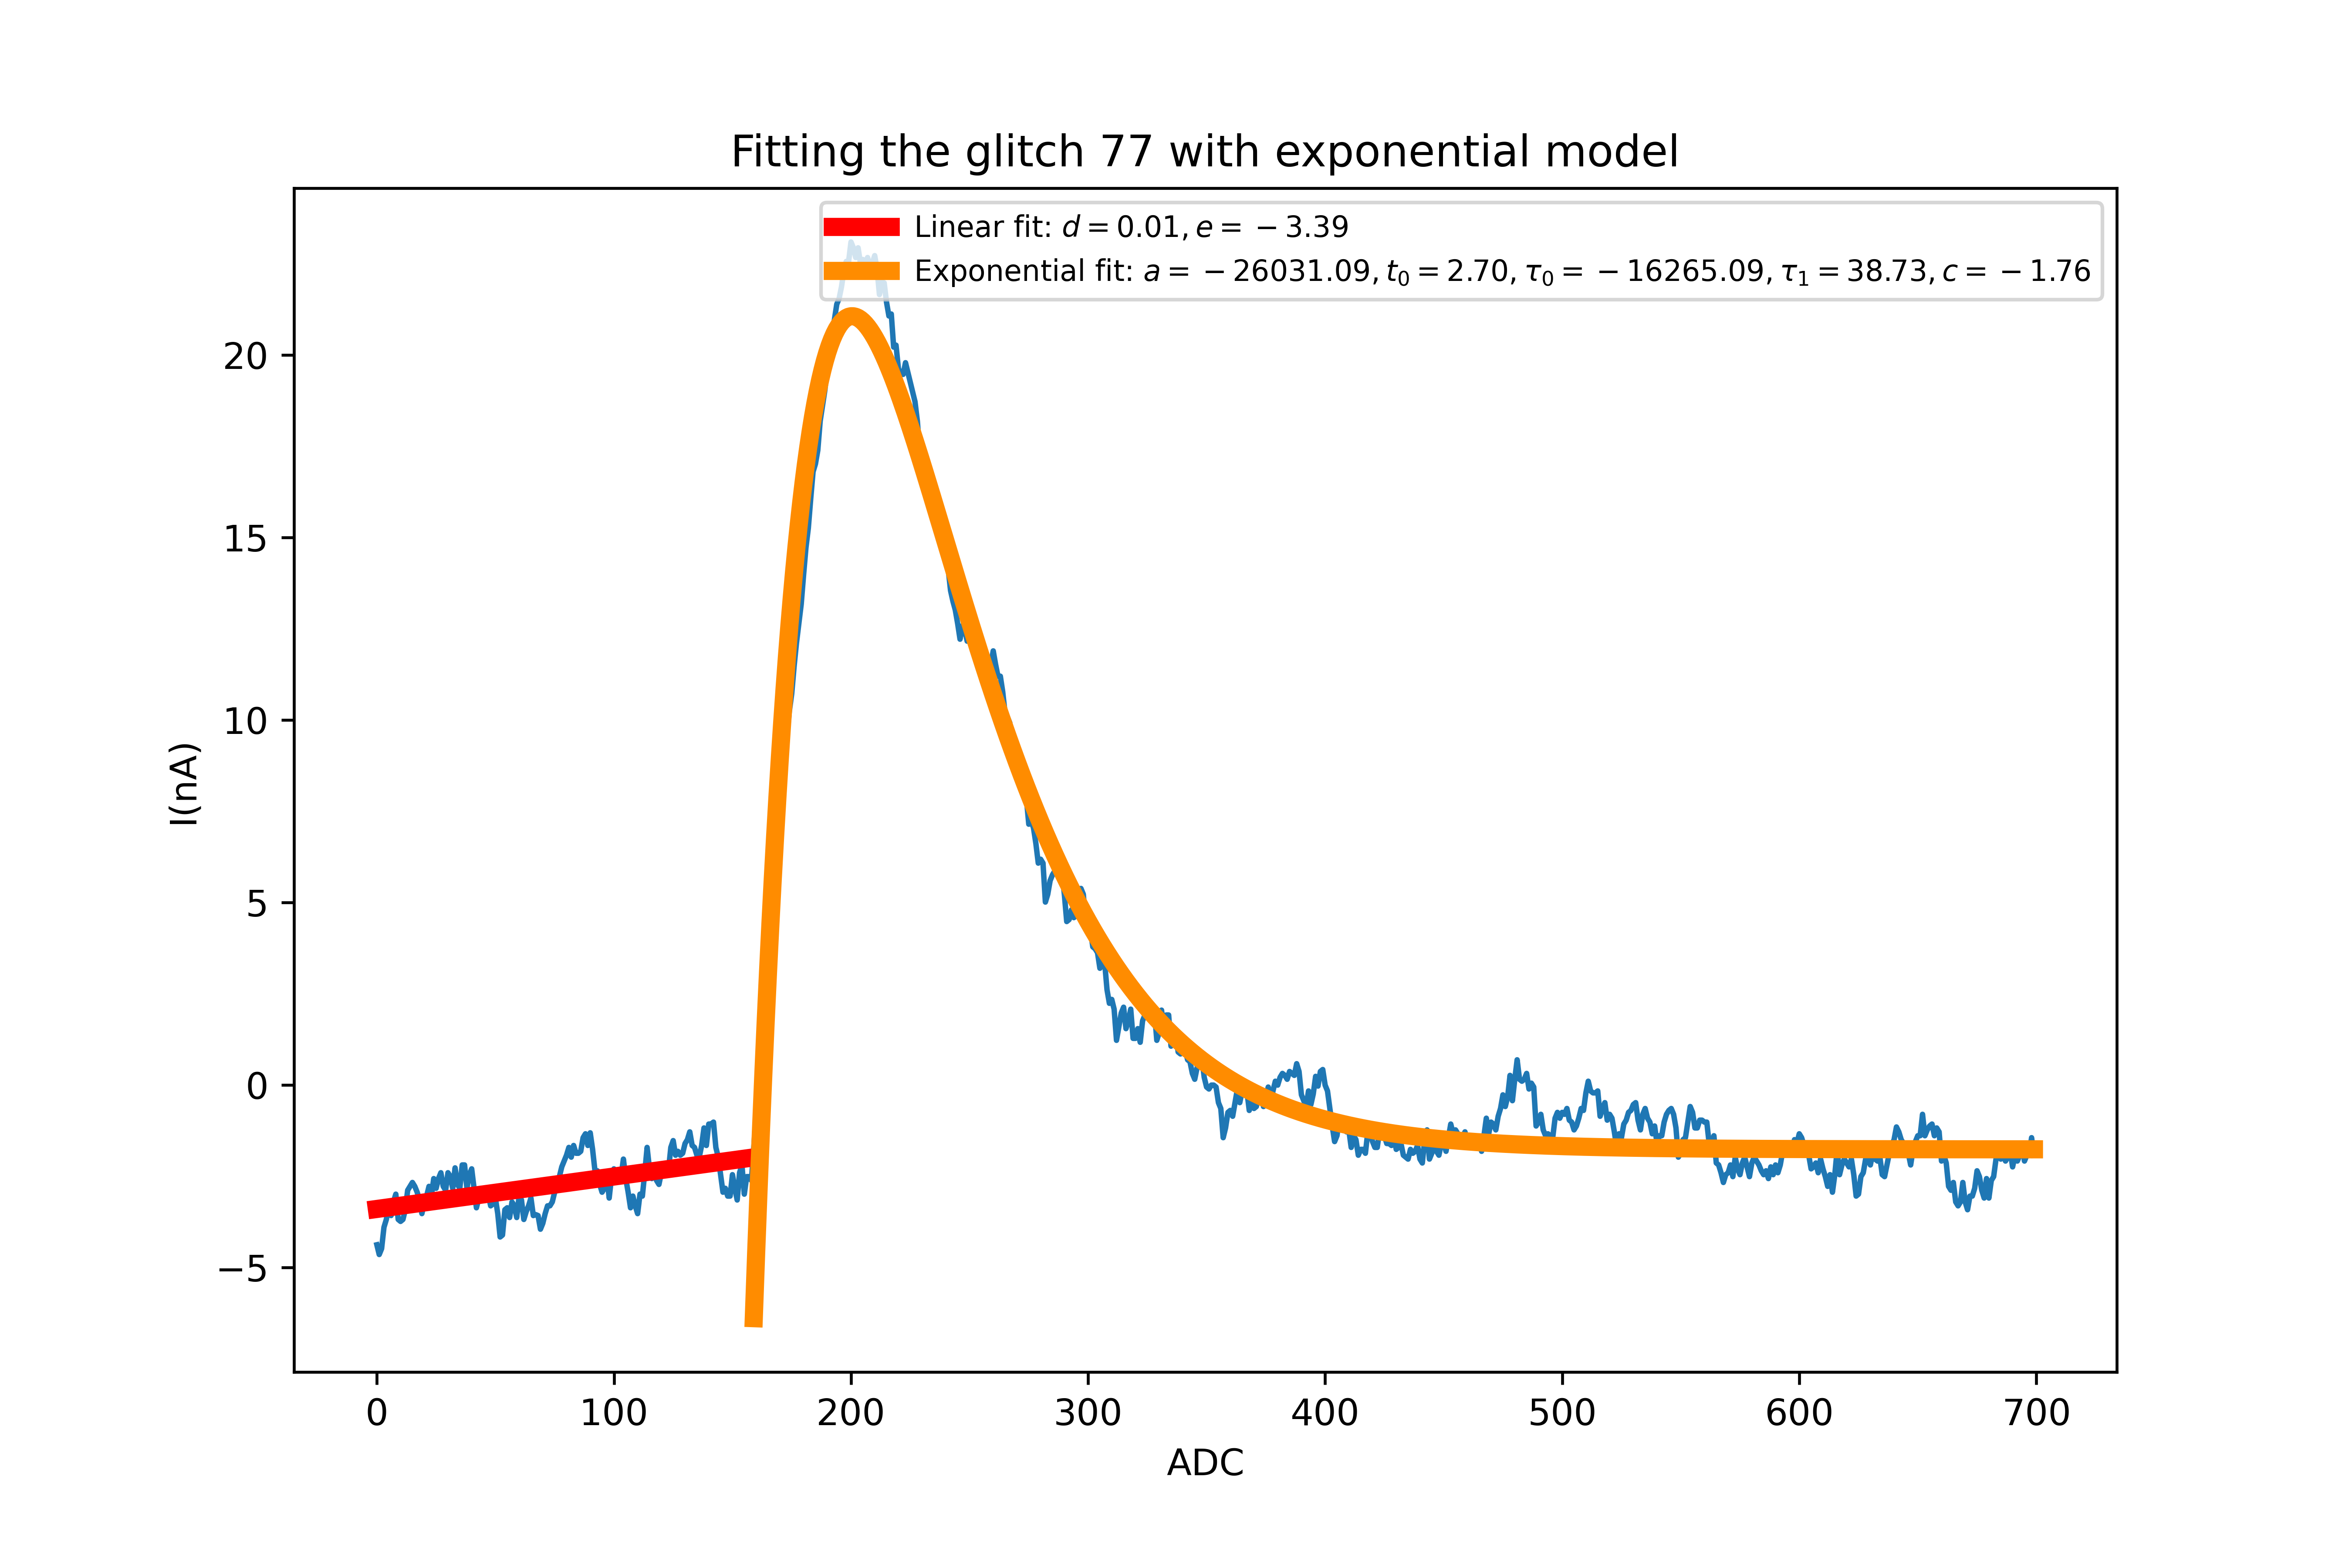 Fitting the glitch 77 with exponential model
Linear fit: d = 0.01, e = − 3.39
Exponential fit: a = − 26031.09, t₀ = 2.70, τ₀ = − 16265.09, τ₁ = 38.73, c = − 1.76
I(nA)
20
15
10
5
0
−5
0 100 200 300 400 500 600 700
ADC